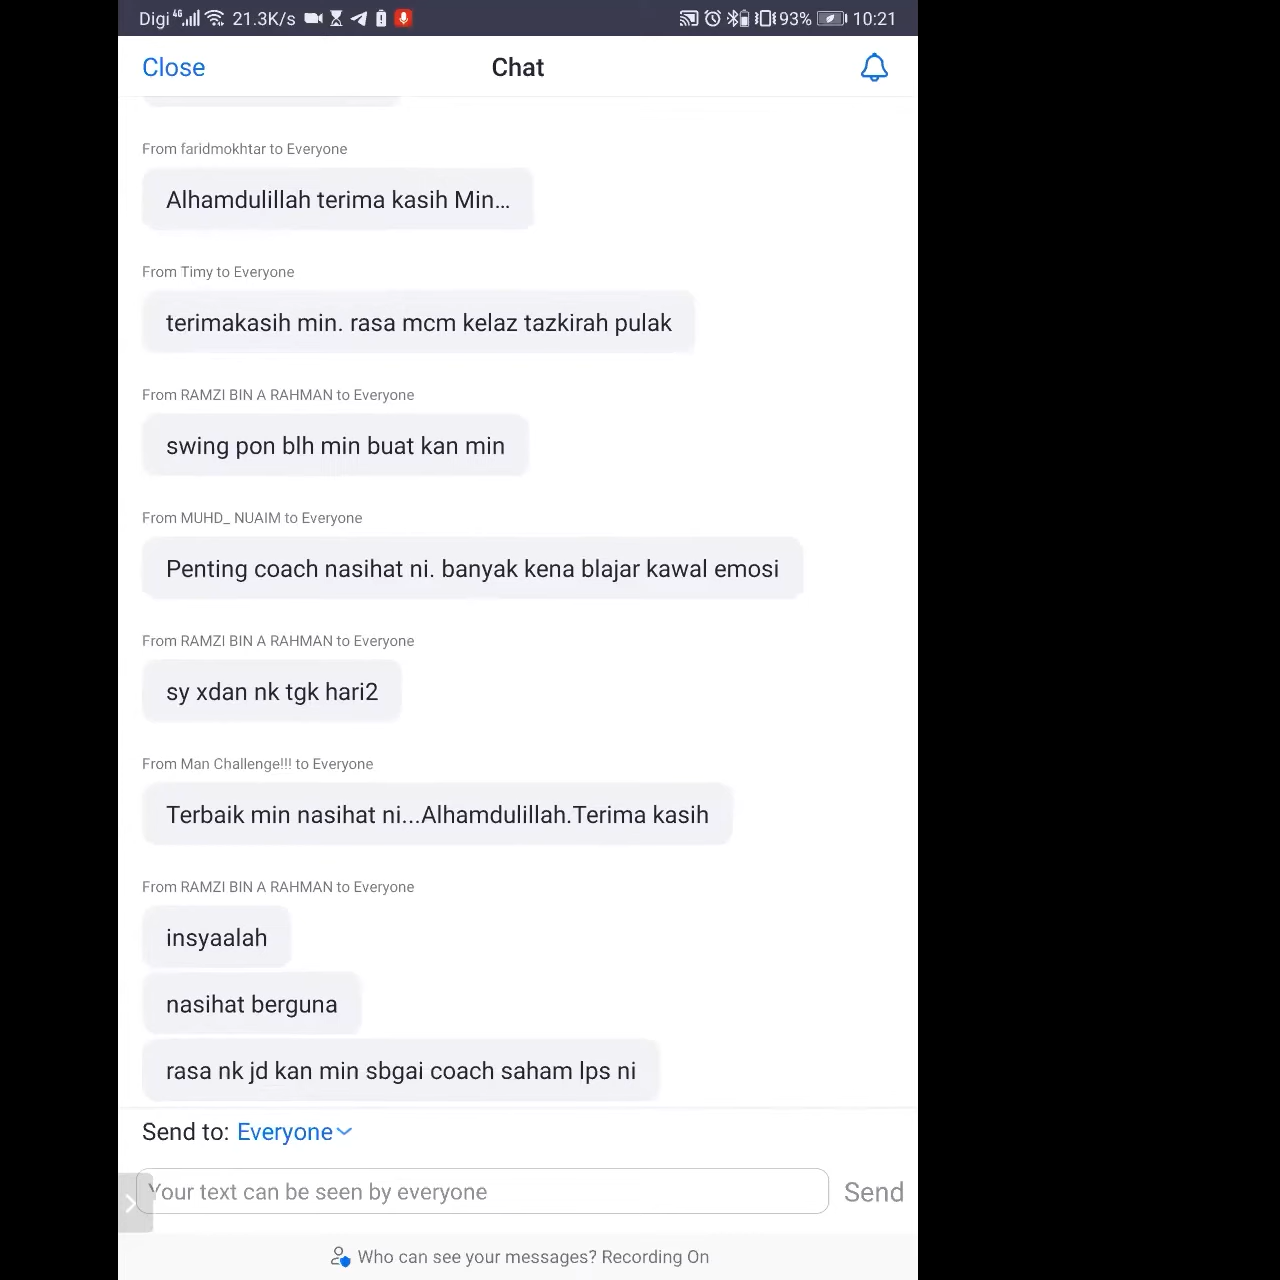 Digi 4G 21.3K/s 93% 10:21
Close Chat
From faridmokhtar to Everyone
Alhamdulillah terima kasih Min...
From Timy to Everyone
terimakasih min. rasa mcm kelaz tazkirah pulak
From RAMZI BIN A RAHMAN to Everyone
swing pon blh min buat kan min
From MUHD_ NUAIM to Everyone
Penting coach nasihat ni. banyak kena blajar kawal emosi
From RAMZI BIN A RAHMAN to Everyone
sy xdan nk tgk hari2
From Man Challenge!!! to Everyone
Terbaik min nasihat ni...Alhamdulillah.Terima kasih
From RAMZI BIN A RAHMAN to Everyone
insyaalah
nasihat berguna
rasa nk jd kan min sbgai coach saham lps ni
Send to: Everyone
Your text can be seen by everyone Send
Who can see your messages? Recording On